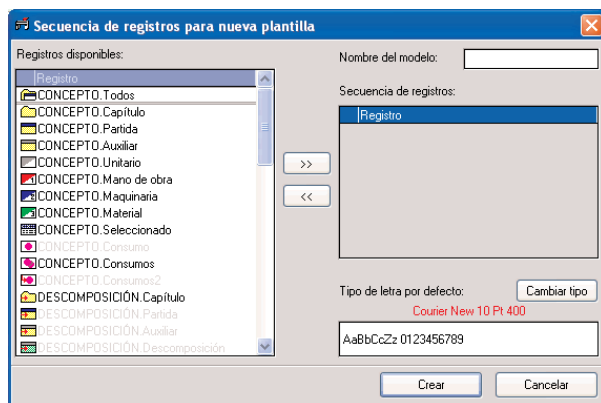 Secuencia de registros para nueva plantilla
Registros disponibles:
Registro
CONCEPTO.Todos
CONCEPTO.Capítulo
CONCEPTO.Partida
CONCEPTO.Auxiliar
CONCEPTO.Unitario
CONCEPTO.Mano de obra
CONCEPTO.Maquinaria
CONCEPTO.Material
CONCEPTO.Seleccionado
CONCEPTO.Consumo
CONCEPTO.Consumos
CONCEPTO.Consumos2
DESCOMPOSICIÓN.Capítulo
DESCOMPOSICIÓN.Partida
DESCOMPOSICIÓN.Auxiliar
DESCOMPOSICIÓN.Descomposición
>>
<<
Nombre del modelo:
Secuencia de registros:
Registro
Tipo de letra por defecto:
Cambiar tipo
Courier New 10 Pt 400
AaBbCcZz 0123456789
Crear
Cancelar